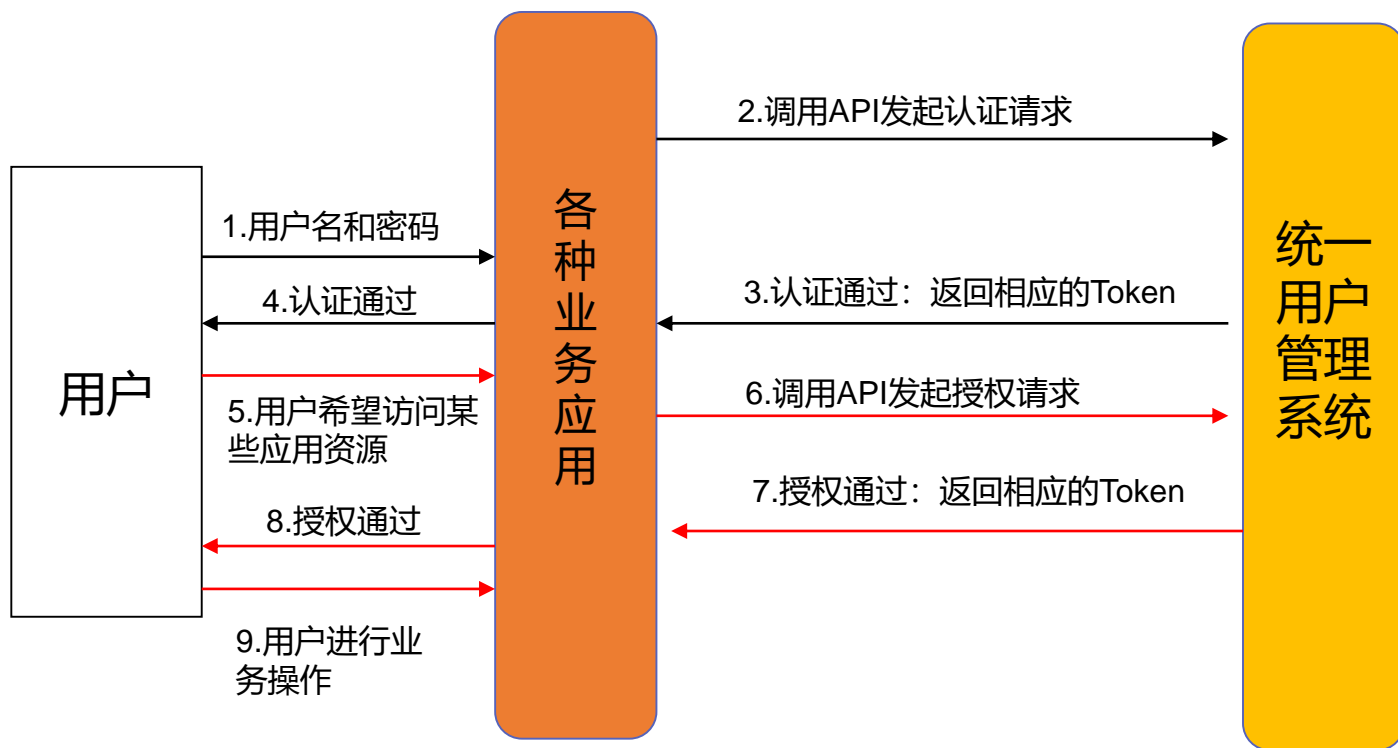 2.调用API发起认证请求
1.用户名和密码
3.认证通过：返回相应的Token
4.认证通过
用户
各种业务应用
统一
用户
管理
系统
5.用户希望访问某
些应用资源
6.调用API发起授权请求
7.授权通过：返回相应的Token
8.授权通过
9.用户进行业
务操作